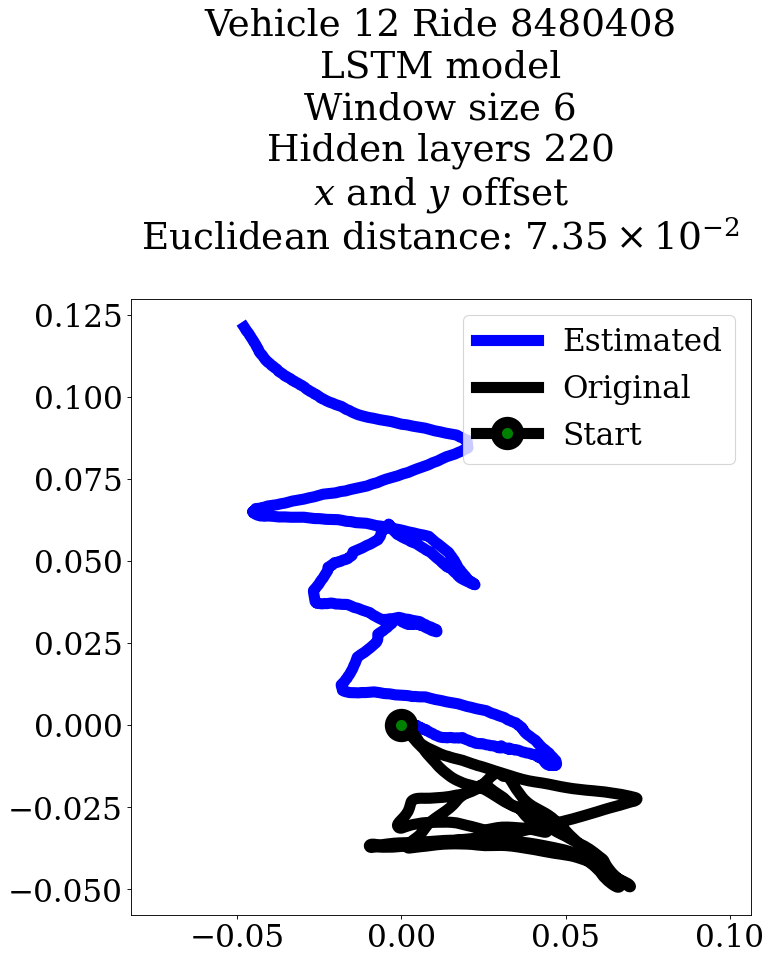 Vehicle 12 Ride 8480408
LSTM model
Window size 6
Hidden layers 220
x and y offset
Euclidean distance: 7.35 × 10⁻²
Estimated
Original
Start
0.125
0.100
0.075
0.050
0.025
0.000
−0.025
−0.050
−0.05 0.00 0.05 0.10